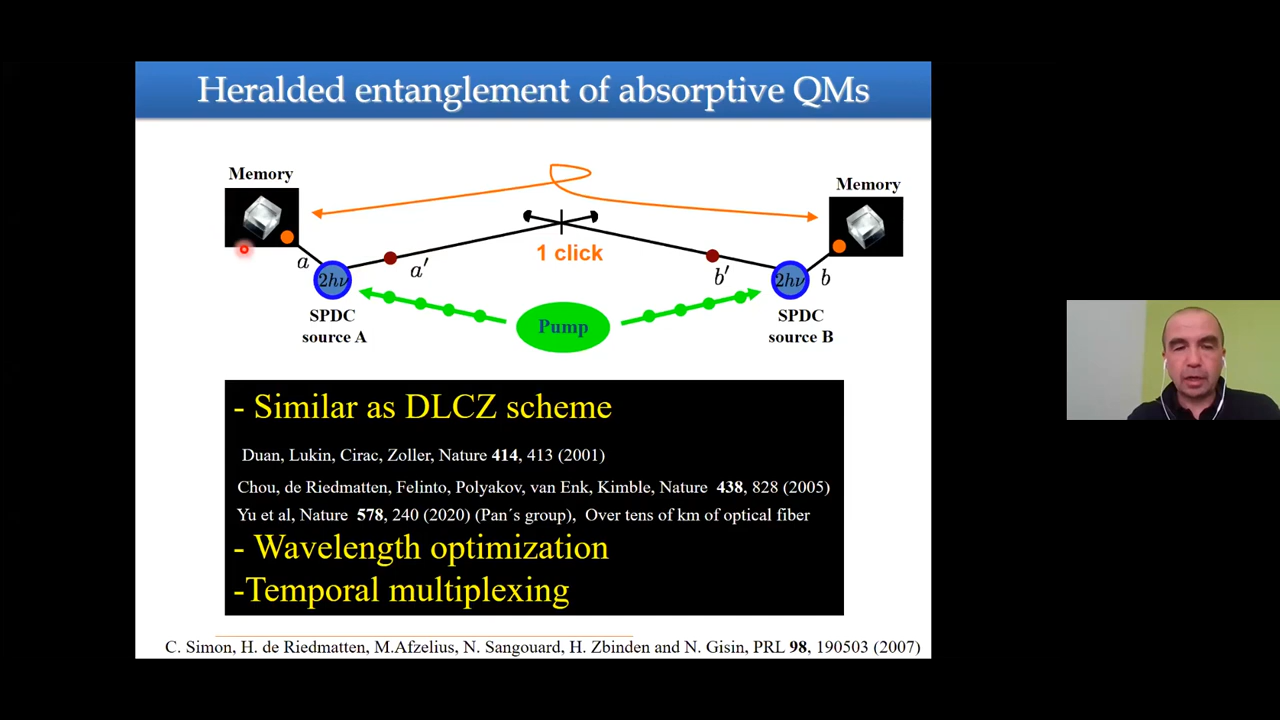 Heralded entanglement of absorptive QMs
Memory
Memory
1 click
a
a′
b′
b
2hν
2hν
SPDC
source A
Pump
SPDC
source B
- Similar as DLCZ scheme
Duan, Lukin, Cirac, Zoller, Nature 414, 413 (2001)
Chou, de Riedmatten, Felinto, Polyakov, van Enk, Kimble, Nature 438, 828 (2005)
Yu et al, Nature 578, 240 (2020) (Pan´s group), Over tens of km of optical fiber
- Wavelength optimization
-Temporal multiplexing
C. Simon, H. de Riedmatten, M.Afzelius, N. Sangouard, H. Zbinden and N. Gisin, PRL 98, 190503 (2007)